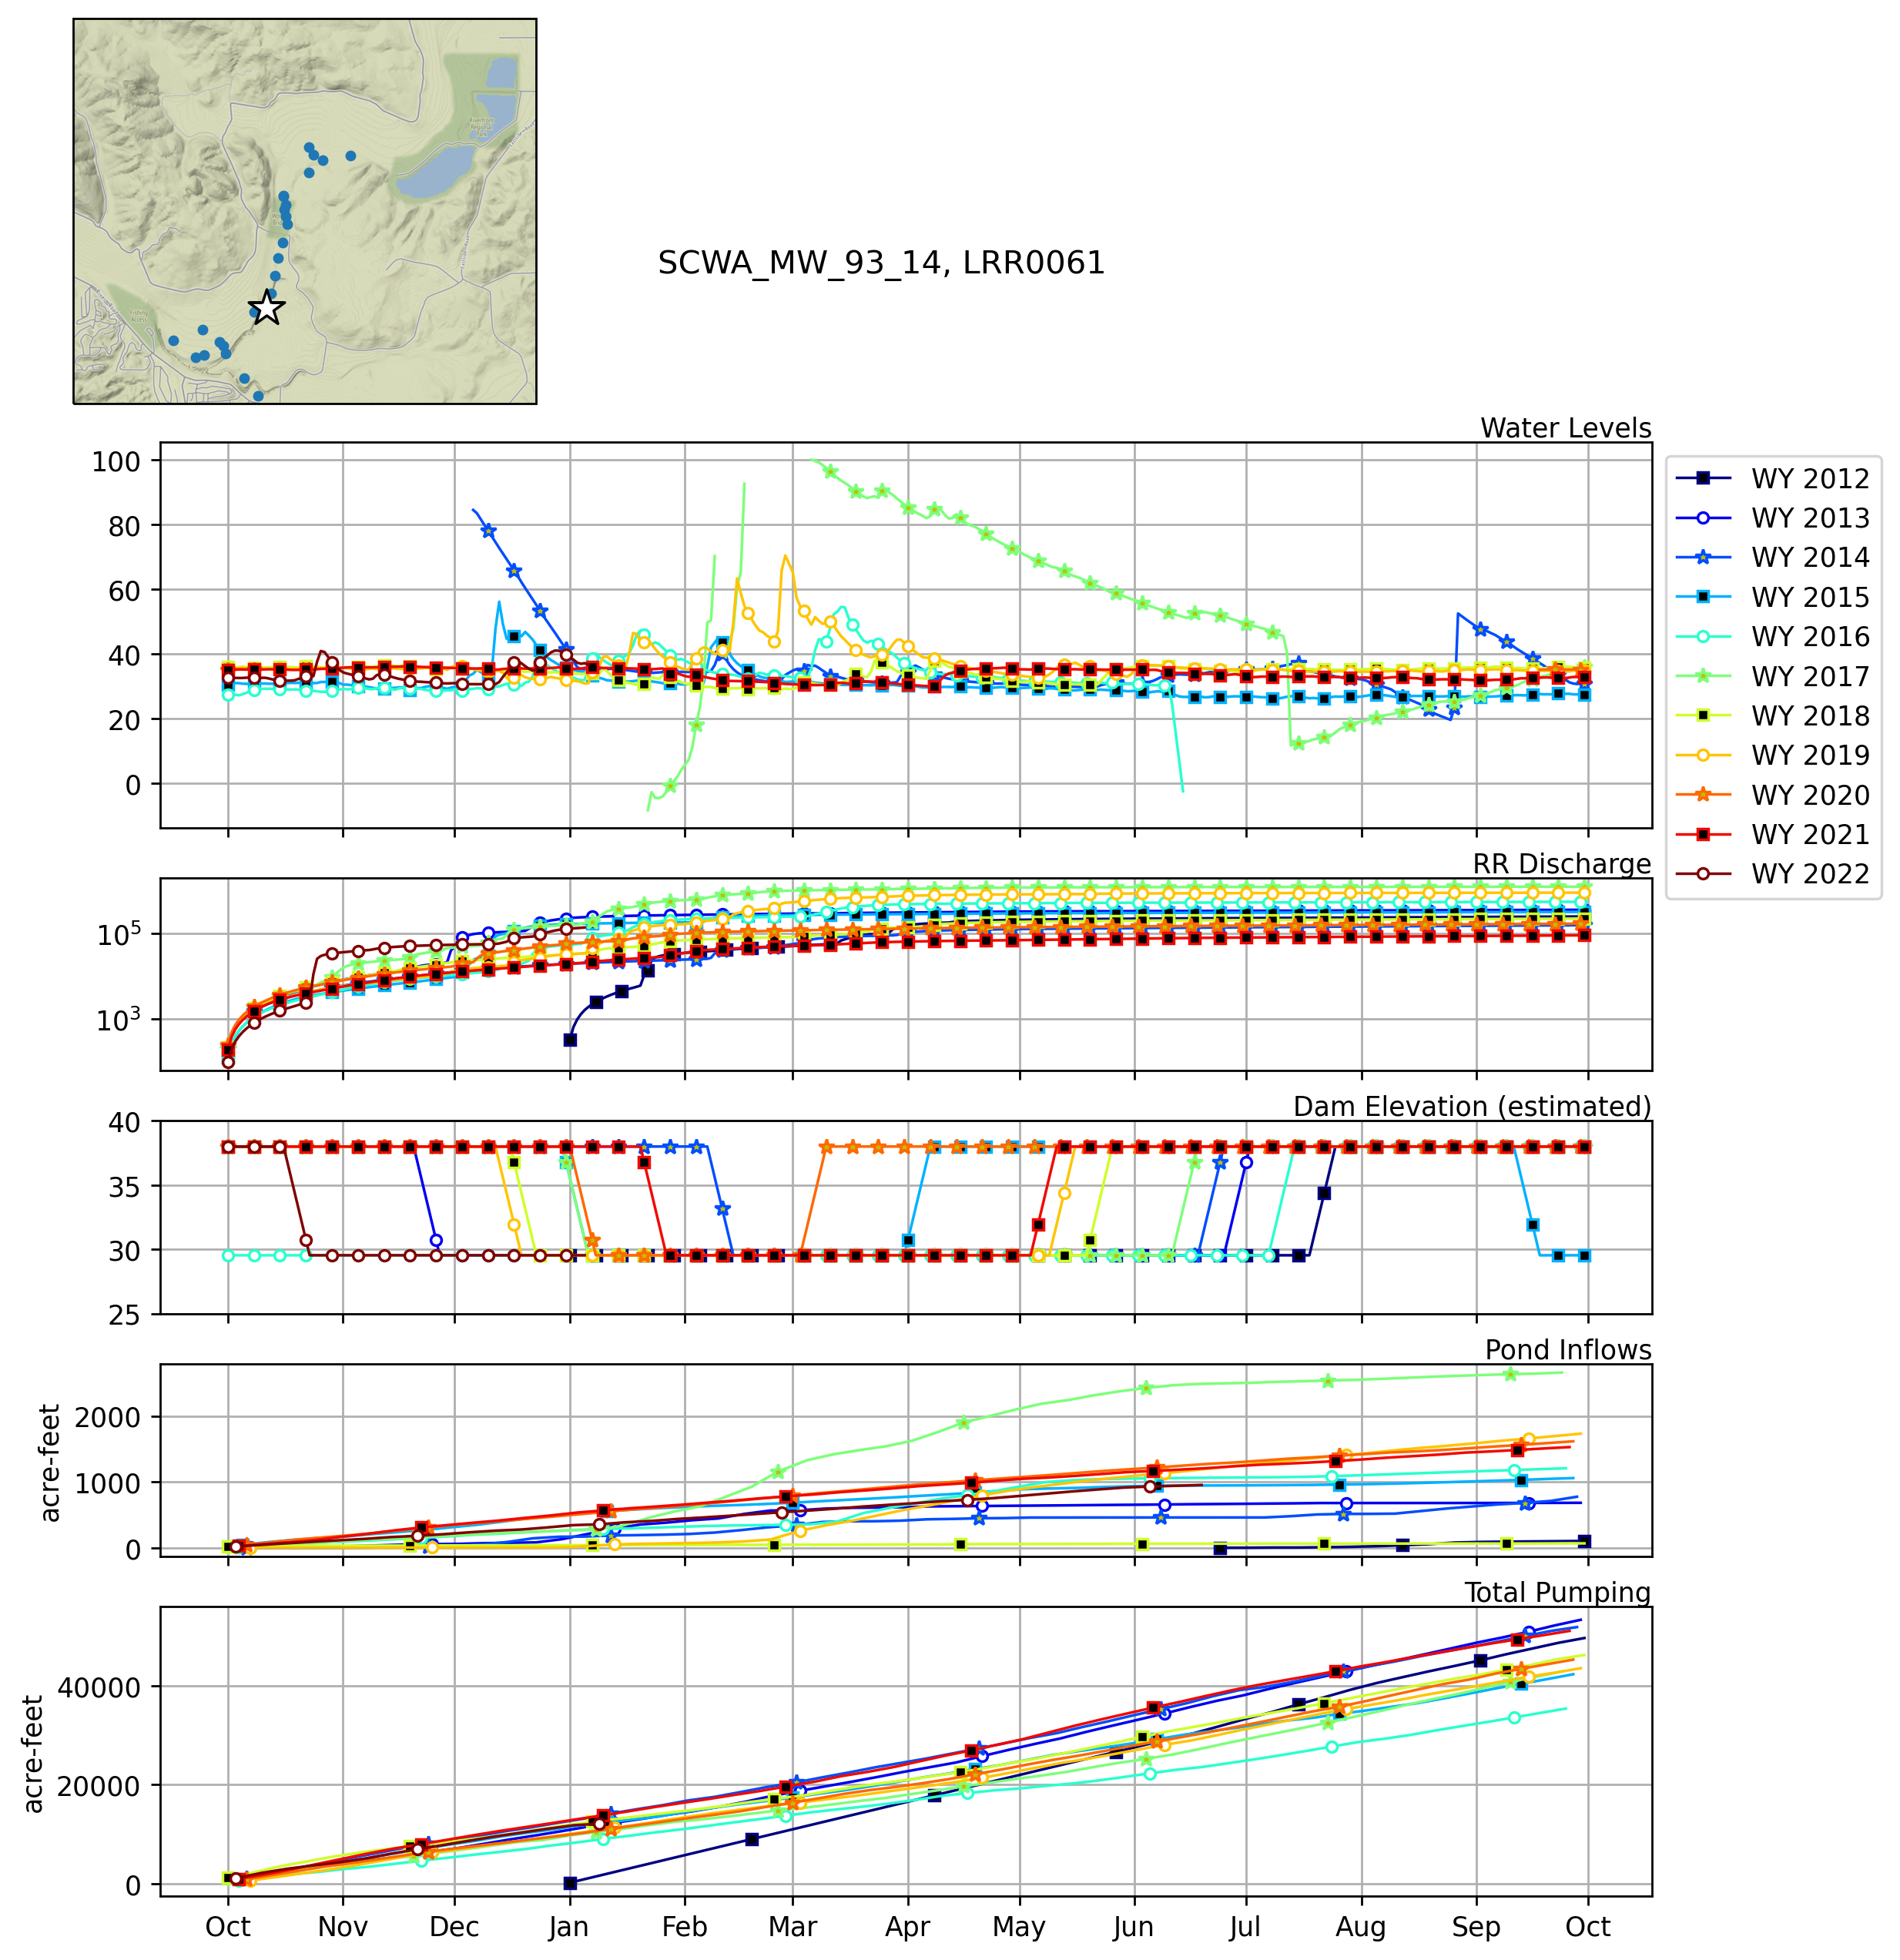 SCWA_MW_93_14, LRR0061
Water Levels
100
80
60
40
20
0
WY 2012
WY 2013
WY 2014
WY 2015
WY 2016
WY 2017
WY 2018
WY 2019
WY 2020
WY 2021
WY 2022
RR Discharge
10^5
10^3
Dam Elevation (estimated)
40
35
30
25
Pond Inflows
acre-feet
2000
1000
0
Total Pumping
acre-feet
40000
20000
0
Oct Nov Dec Jan Feb Mar Apr May Jun Jul Aug Sep Oct